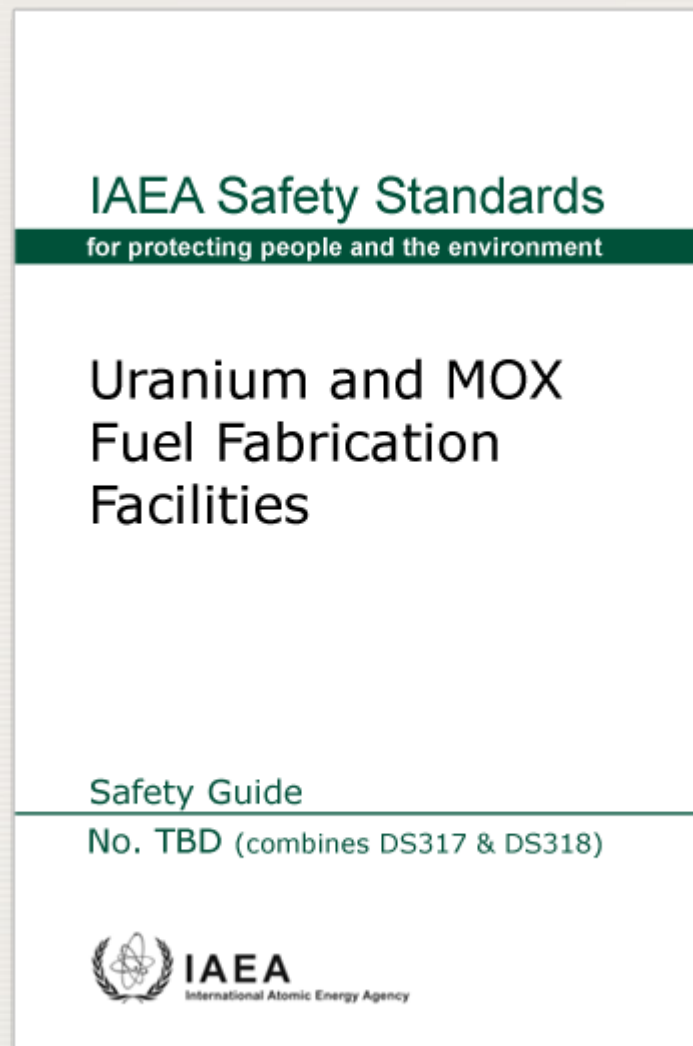 IAEA Safety Standards
for protecting people and the environment
Uranium and MOX
Fuel Fabrication
Facilities
Safety Guide
No. TBD (combines DS317 & DS318)
IAEA
International Atomic Energy Agency